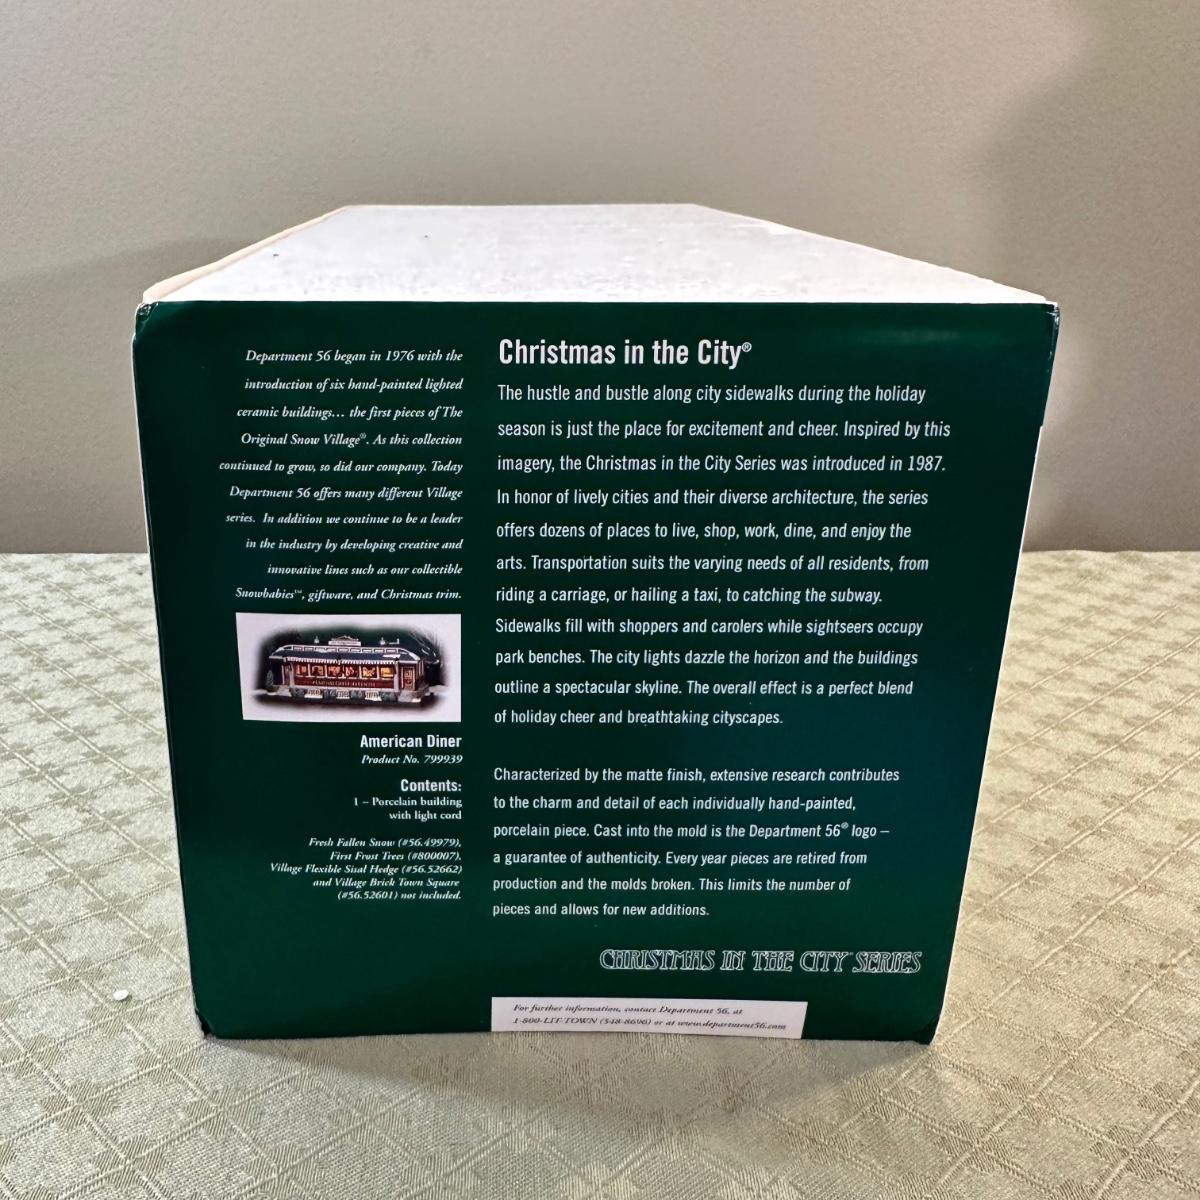 Department 56 began in 1976 with the
introduction of six hand-painted lighted
ceramic buildings... the first pieces of The
Original Snow Village®. As this collection
continued to grow, so did our company. Today
Department 56 offers many different Village
series. In addition we continue to be a leader
in the industry by developing creative and
innovative lines such as our collectible
Snowbabies™, giftware, and Christmas trim.
American Diner
Product No. 799939
Contents:
1 – Porcelain building
with light cord
Fresh Fallen Snow (#56.49979),
First Frost Trees (#800007),
Village Flexible Sisal Hedge (#56.52662)
and Village Brick Town Square
(#56.52601) not included.
Christmas in the City®
The hustle and bustle along city sidewalks during the holiday
season is just the place for excitement and cheer. Inspired by this
imagery, the Christmas in the City Series was introduced in 1987.
In honor of lively cities and their diverse architecture, the series
offers dozens of places to live, shop, work, dine, and enjoy the
arts. Transportation suits the varying needs of all residents, from
riding a carriage, or hailing a taxi, to catching the subway.
Sidewalks fill with shoppers and carolers while sightseers occupy
park benches. The city lights dazzle the horizon and the buildings
outline a spectacular skyline. The overall effect is a perfect blend
of holiday cheer and breathtaking cityscapes.
Characterized by the matte finish, extensive research contributes
to the charm and detail of each individually hand-painted,
porcelain piece. Cast into the mold is the Department 56® logo –
a guarantee of authenticity. Every year pieces are retired from
production and the molds broken. This limits the number of
pieces and allows for new additions.
CHRISTMAS IN THE CITY SERIES
For further information, contact Department 56, at
1-800-LIT-TOWN (548-8696) or at www.department56.com